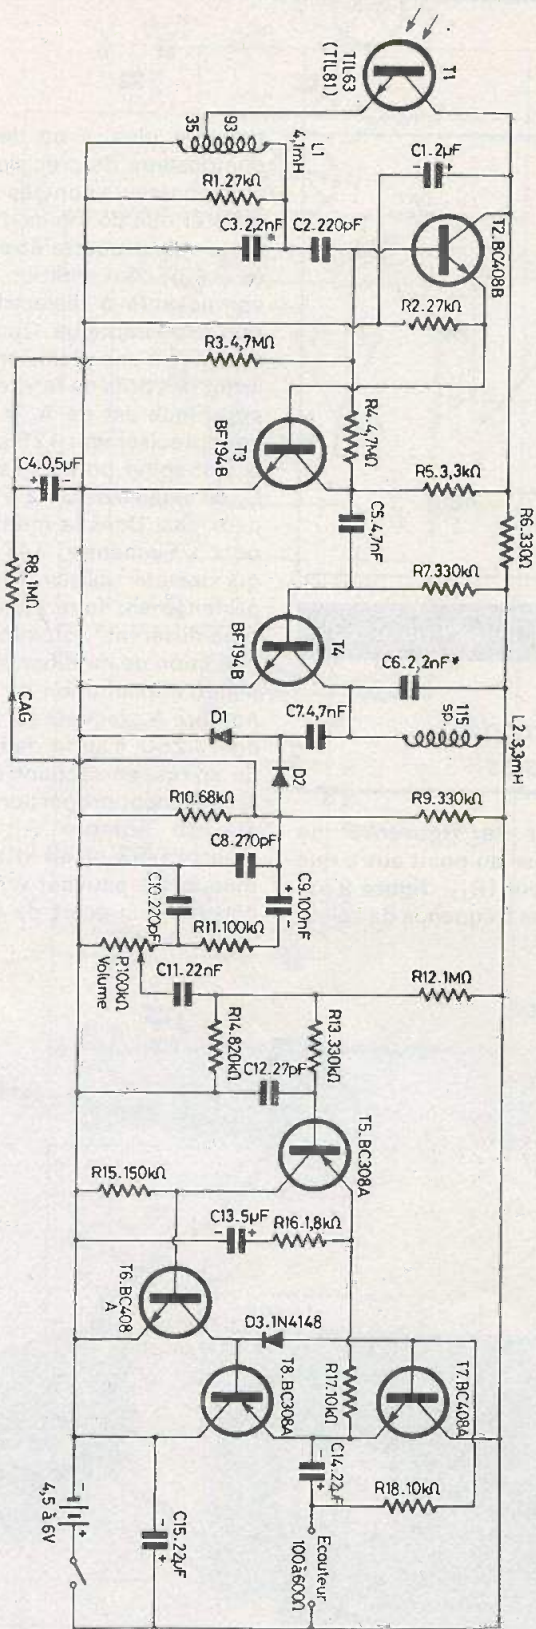 T1
TIL63
(TIL81)
35
93
L1
4,1mH
R1.27kΩ
C3.2,2nF*
C2.220pF
C1.2µF
T2.BC408B
R2.27kΩ
R3.4,7MΩ
R4.4,7MΩ
T3
BF194B
C4.0,5µF
R8.1MΩ
CAG
C5.4,7nF
R5.3,3kΩ
R6.330Ω
R7.330kΩ
T4
BF194B
C6.2,2nF*
C7.4,7nF
115
sp.
L2.3,3mH
D1
D2
R9.330kΩ
R10.68kΩ
C8.270pF
C9.100nF
C10.220pF
R11.100kΩ
P.100kΩ
Volume
C11.22nF
R12.1MΩ
R13.330kΩ
R14.820kΩ
C12.27pF
T5.BC308A
R15.150kΩ
C13.5µF
R16.1,8kΩ
T6.BC408
A
D3.1N4148
R17.10kΩ
T7.BC408A
T8.BC308A
C14.22µF
R18.10kΩ
Ecouteur
100à600Ω
C15.22µF
4,5 à 6V